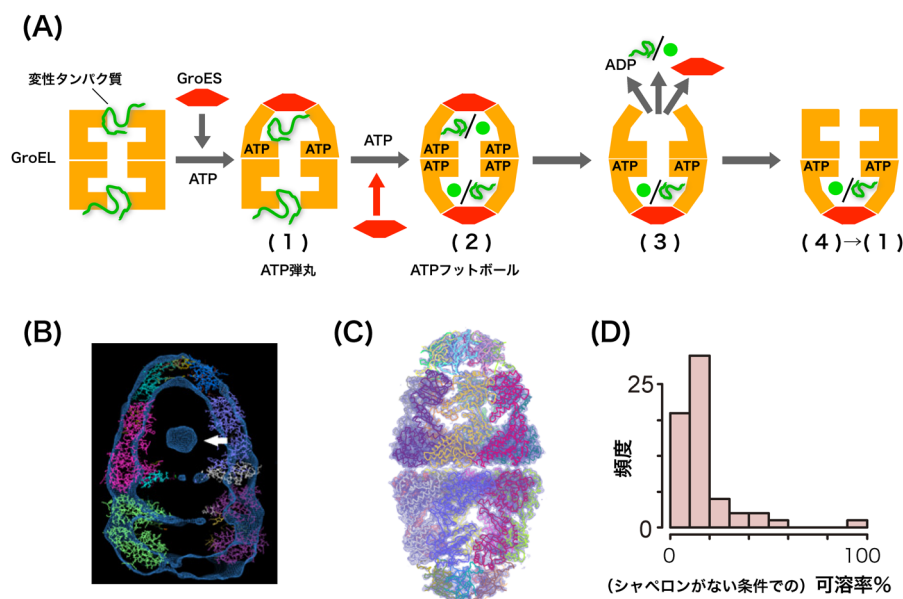 (A)
変性タンパク質
GroES
GroEL
ATP
ATP ATP
ATP
ATP ATP
ATP ATP
ADP
ATP ATP
ATP ATP
( 1 )
( 2 )
( 3 )
( 4 )→( 1 )
ATP弾丸
ATPフットボール
(B)
(C)
(D)
25
頻度
0
0
100
（シャペロンがない条件での）可溶率%